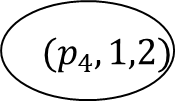 (p₄, 1,2)